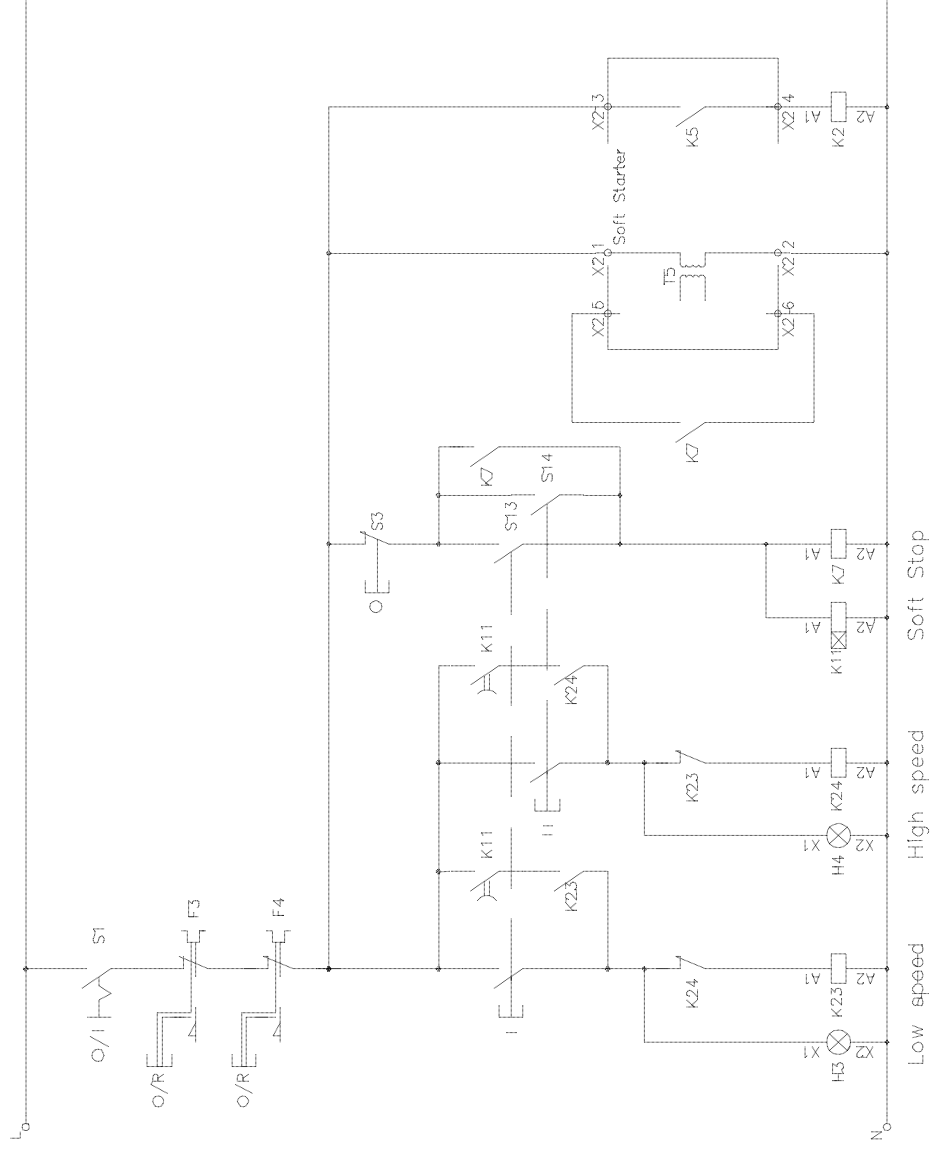 L
S1
O/I
F3
O/R
F4
O/R
X2 3
K5
X2 4
A1
K2
A2
Soft Starter
X2 1
T5
X2 2
X2 5
X2 6
K7
K7
S14
S13
S3
O
K11
K24
K11
K23
II
I
K23
K24
A1
K7
A2
A1
K11
A2
A1
K24
A2
X1
H4
X2
A1
K23
A2
X1
H3
X2
N
Soft Stop
High speed
Low speed